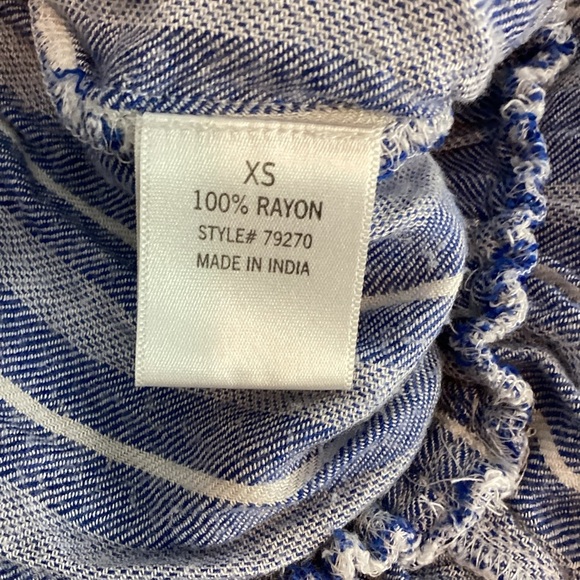 XS
100% RAYON
STYLE# 79270
MADE IN INDIA